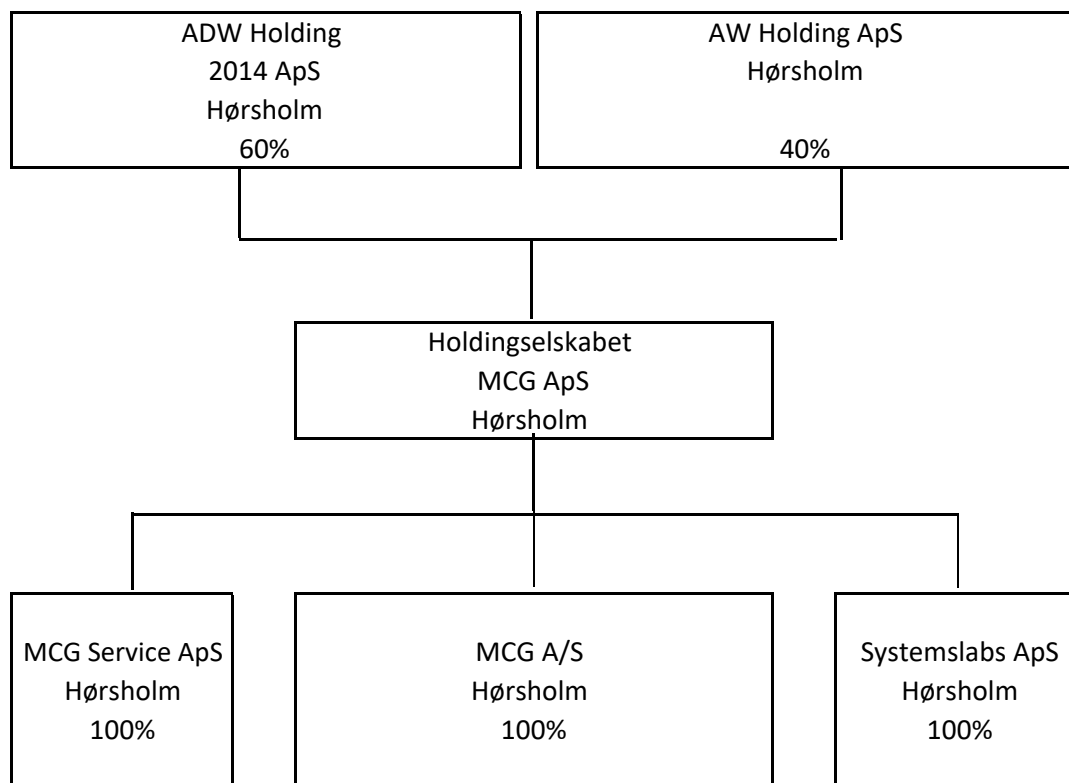 ADW Holding
2014 ApS
Hørsholm
60%
AW Holding ApS
Hørsholm
40%
Holdingselskabet
MCG ApS
Hørsholm
MCG Service ApS
Hørsholm
100%
MCG A/S
Hørsholm
100%
Systemslabs ApS
Hørsholm
100%